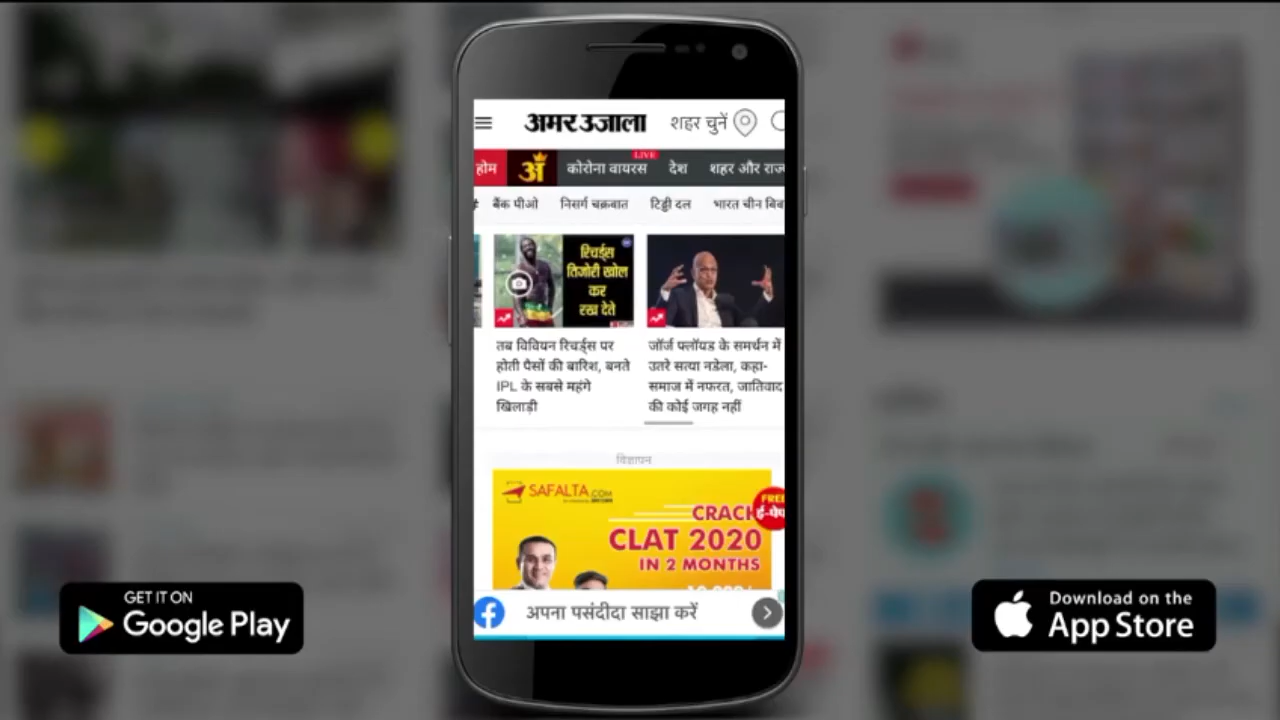 अमर उजाला
शहर चुनें
LIVE
होम
अं
कोरोना वायरस
देश
शहर और राज्य
बैंक पीओ
निसर्ग चक्रवात
टिड्डी दल
भारत चीन
रिचर्ड्स
तिजोरी खोल
कर
रख देते
तब विवियन रिचर्ड्स पर
होती पैसों की बारिश, बनते
IPL के सबसे महंगे
खिलाड़ी
जॉर्ज फ्लॉयड के समर्थन में
उतरे सत्या नडेला, कहा-
समाज में नफरत, जातिवाद
की कोई जगह नहीं
विज्ञापन
SAFALTA.COM
FREE
CRACK
CLAT 2020
IN 2 MONTHS
अपना पसंदीदा साझा करें
GET IT ON
Google Play
Download on the
App Store